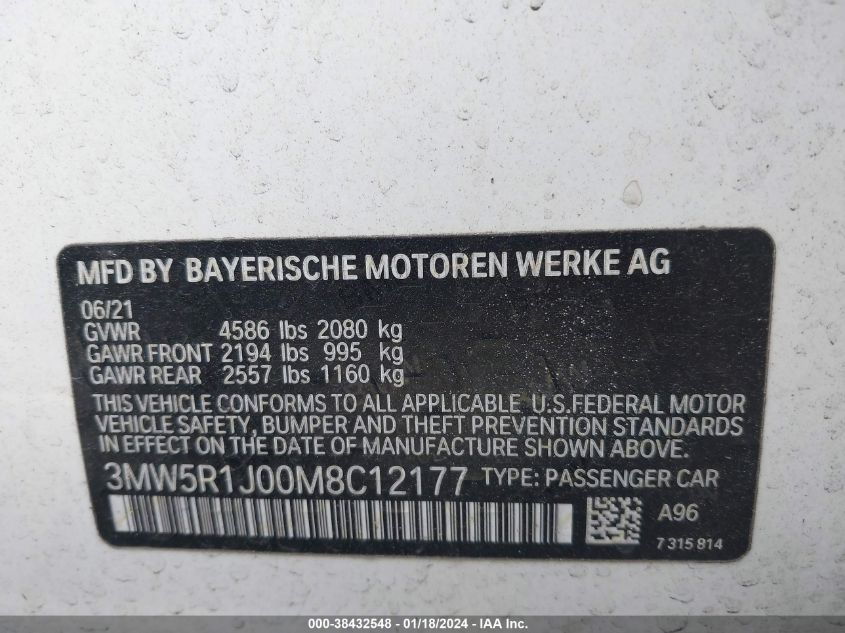 MFD BY BAYERISCHE MOTOREN WERKE AG
06/21
GVWR 4586 lbs 2080 kg
GAWR FRONT 2194 lbs 995 kg
GAWR REAR 2557 lbs 1160 kg
THIS VEHICLE CONFORMS TO ALL APPLICABLE U.S.FEDERAL MOTOR
VEHICLE SAFETY, BUMPER AND THEFT PREVENTION STANDARDS
IN EFFECT ON THE DATE OF MANUFACTURE SHOWN ABOVE.
3MW5R1J00M8C12177 TYPE: PASSENGER CAR
A96
7 315 814
000-38432548 - 01/18/2024 - IAA Inc.